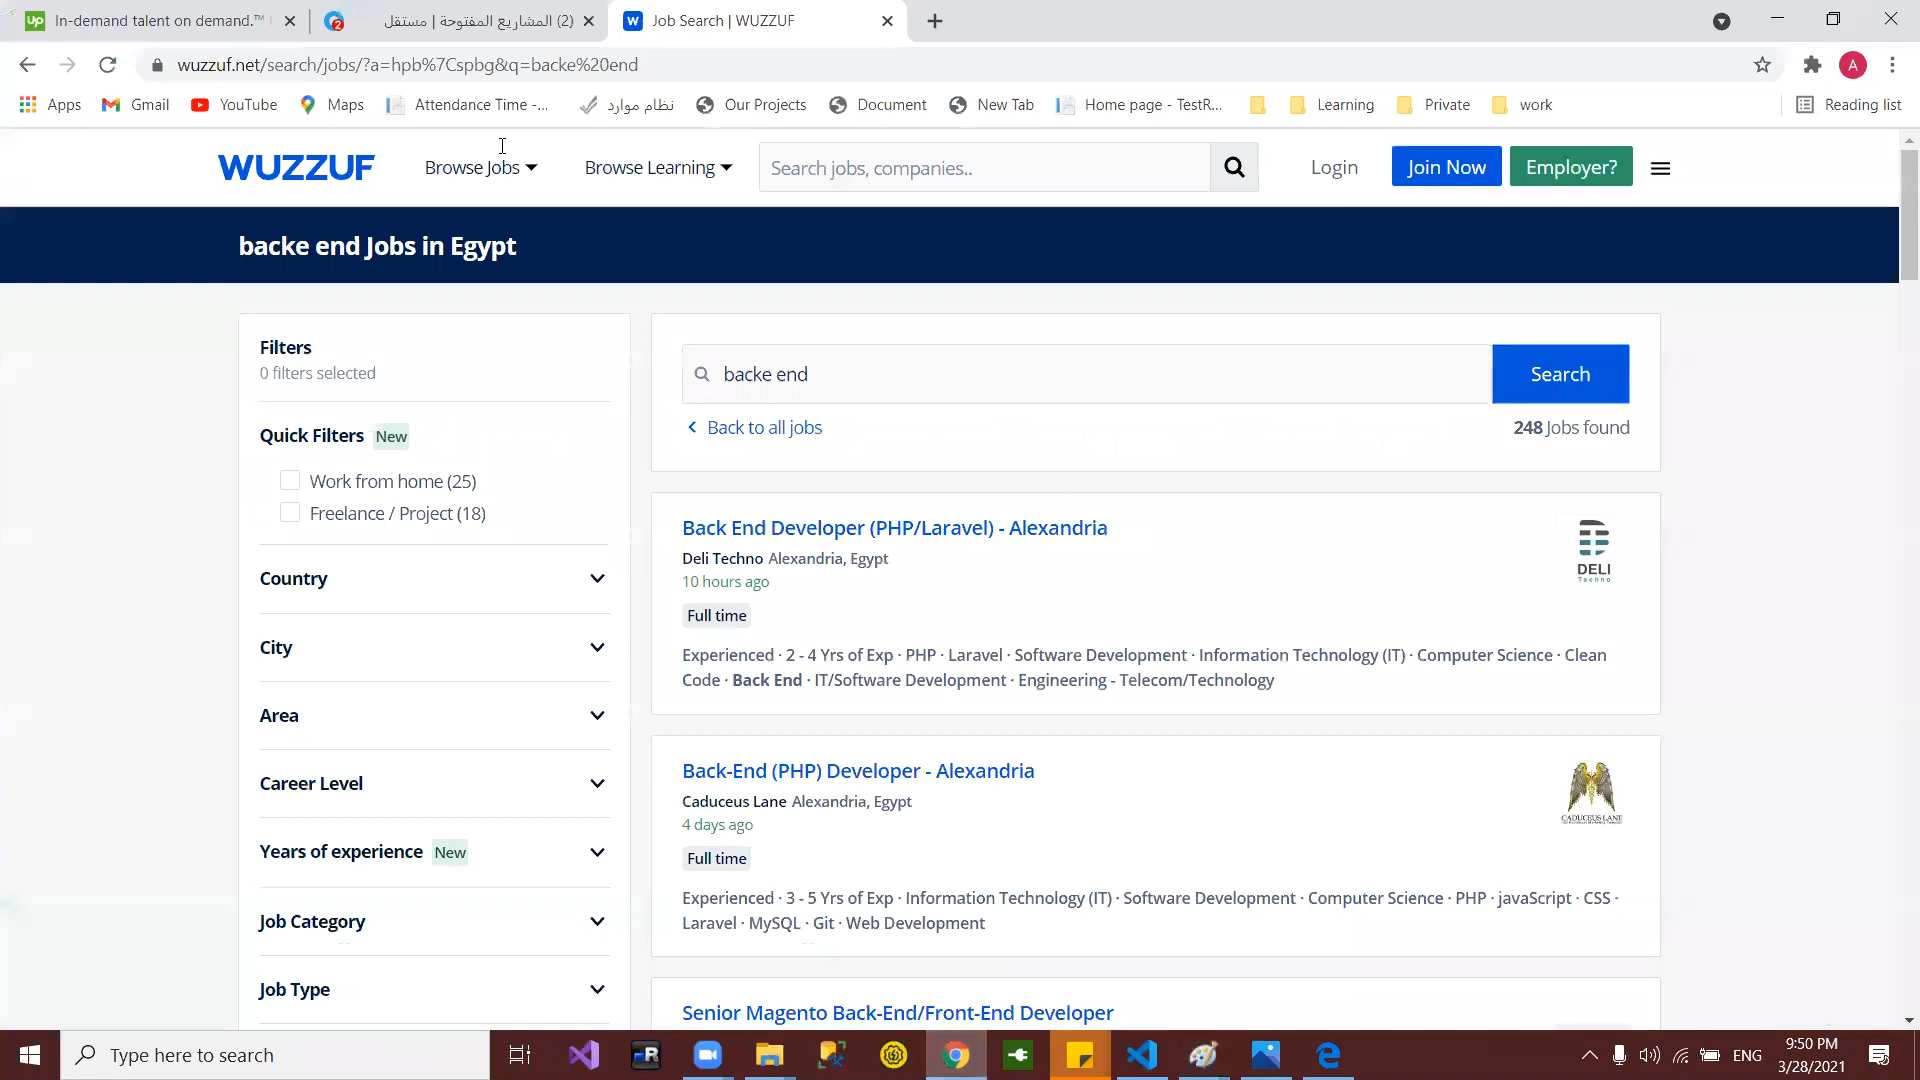 In-demand talent on demand.™
(2) المشاريع المفتوحة | مستقل
Job Search | WUZZUF
wuzzuf.net/search/jobs/?a=hpb%7Cspbg&q=backe%20end
A
Apps
Gmail
YouTube
Maps
Attendance Time -...
نظام موارد
Our Projects
Document
New Tab
Home page - TestR...
Learning
Private
work
Reading list
WUZZUF
Browse Jobs
Browse Learning
Search jobs, companies..
Login
Join Now
Employer?
backe end Jobs in Egypt
Filters
0 filters selected
Quick Filters New
Work from home (25)
Freelance / Project (18)
Country
City
Area
Career Level
Years of experience New
Job Category
Job Type
backe end
Search
Back to all jobs
248 Jobs found
Back End Developer (PHP/Laravel) - Alexandria
Deli Techno Alexandria, Egypt
10 hours ago
Full time
Experienced · 2 - 4 Yrs of Exp · PHP · Laravel · Software Development · Information Technology (IT) · Computer Science · Clean
Code · Back End · IT/Software Development · Engineering - Telecom/Technology
DELI
Techno
Back-End (PHP) Developer - Alexandria
Caduceus Lane Alexandria, Egypt
4 days ago
Full time
Experienced · 3 - 5 Yrs of Exp · Information Technology (IT) · Software Development · Computer Science · PHP · javaScript · CSS ·
Laravel · MySQL · Git · Web Development
CADUCEUS LANE
Senior Magento Back-End/Front-End Developer
Type here to search
ENG
9:50 PM
3/28/2021